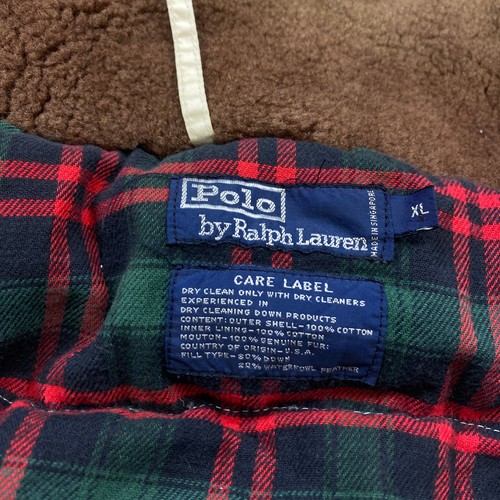 Polo
by Ralph Lauren
MADE IN SINGAPORE
XL
CARE LABEL
DRY CLEAN ONLY WITH DRY CLEANERS
EXPERIENCED IN
DRY CLEANING DOWN PRODUCTS
CONTENT: OUTER SHELL-100% COTTON
INNER LINING-100% COTTON
MOUTON-100% GENUINE FUR:
COUNTRY OF ORIGIN-U.S.A.
FILL TYPE-80% DOWN
20% WATERFOWL FEATHER